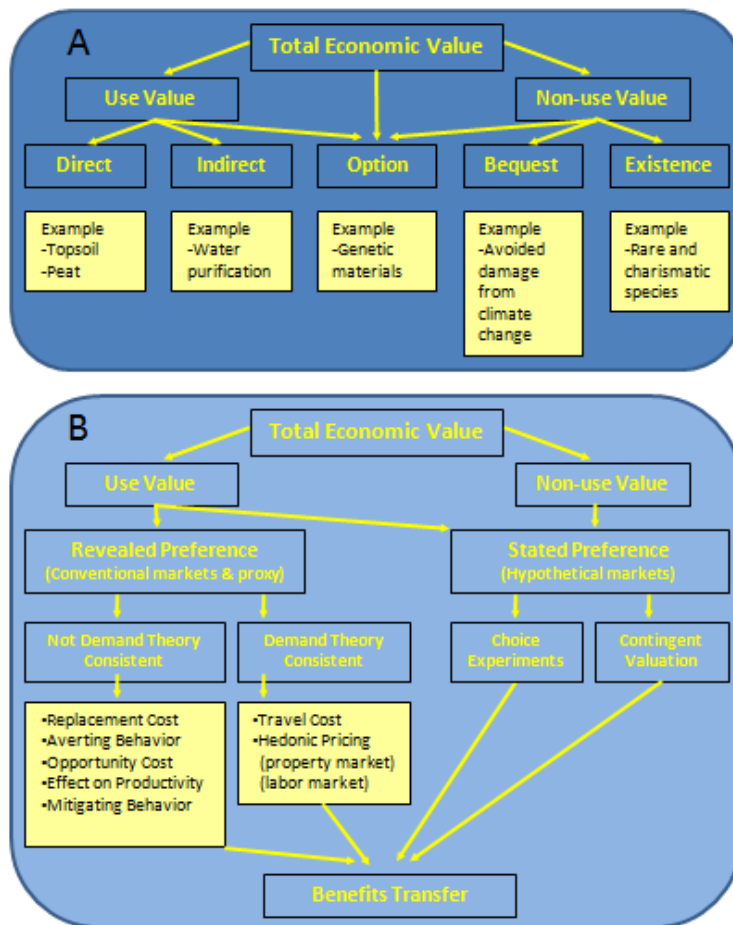 A
Total Economic Value
Use Value
Non-use Value
Direct
Indirect
Option
Bequest
Existence
Example
-Topsoil
-Peat
Example
-Water
purification
Example
-Genetic
materials
Example
-Avoided
damage
from
climate
change
Example
-Rare and
charismatic
species
B
Total Economic Value
Use Value
Non-use Value
Revealed Preference
(Conventional markets & proxy)
Stated Preference
(Hypothetical markets)
Not Demand Theory
Consistent
Demand Theory
Consistent
Choice
Experiments
Contingent
Valuation
•Replacement Cost
•Averting Behavior
•Opportunity Cost
•Effect on Productivity
•Mitigating Behavior
•Travel Cost
•Hedonic Pricing
(property market)
(labor market)
Benefits Transfer